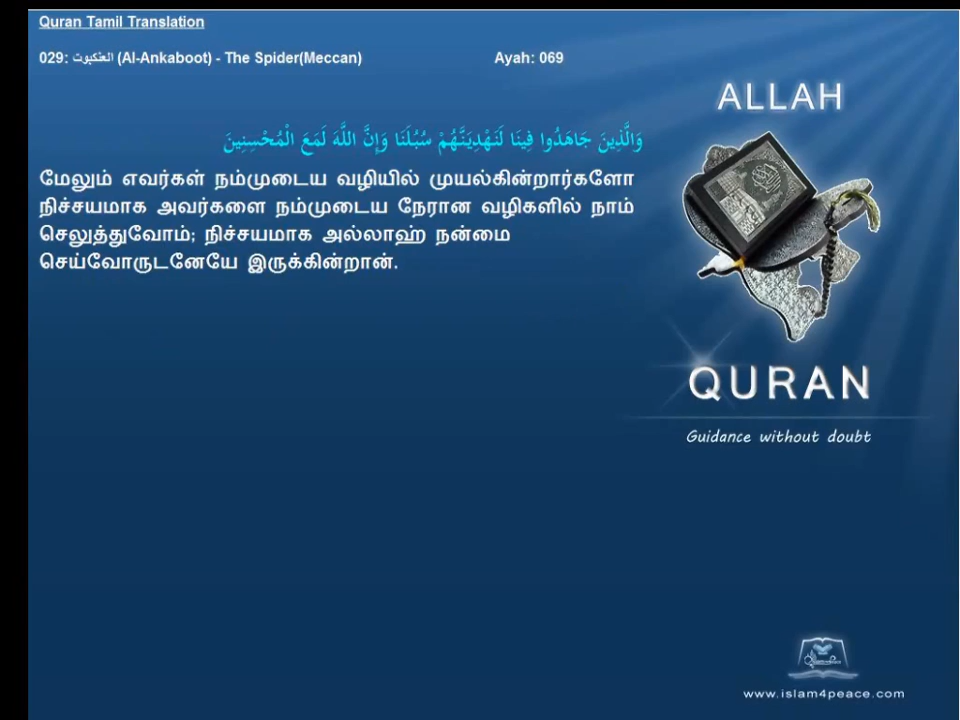 Quran Tamil Translation
029: العنكبوت (Al-Ankaboot) - The Spider(Meccan) Ayah: 069
وَالَّذِينَ جَاهَدُوا فِينَا لَنَهْدِيَنَّهُمْ سُبُلَنَا وَإِنَّ اللَّهَ لَمَعَ الْمُحْسِنِينَ
மேலும் எவர்கள் நம்முடைய வழியில் முயல்கின்றார்களோ
நிச்சயமாக அவர்களை நம்முடைய நேரான வழிகளில் நாம்
செலுத்துவோம்; நிச்சயமாக அல்லாஹ் நன்மை
செய்வோருடனேயே இருக்கின்றான்.
ALLAH
QURAN
Guidance without doubt
www.islam4peace.com